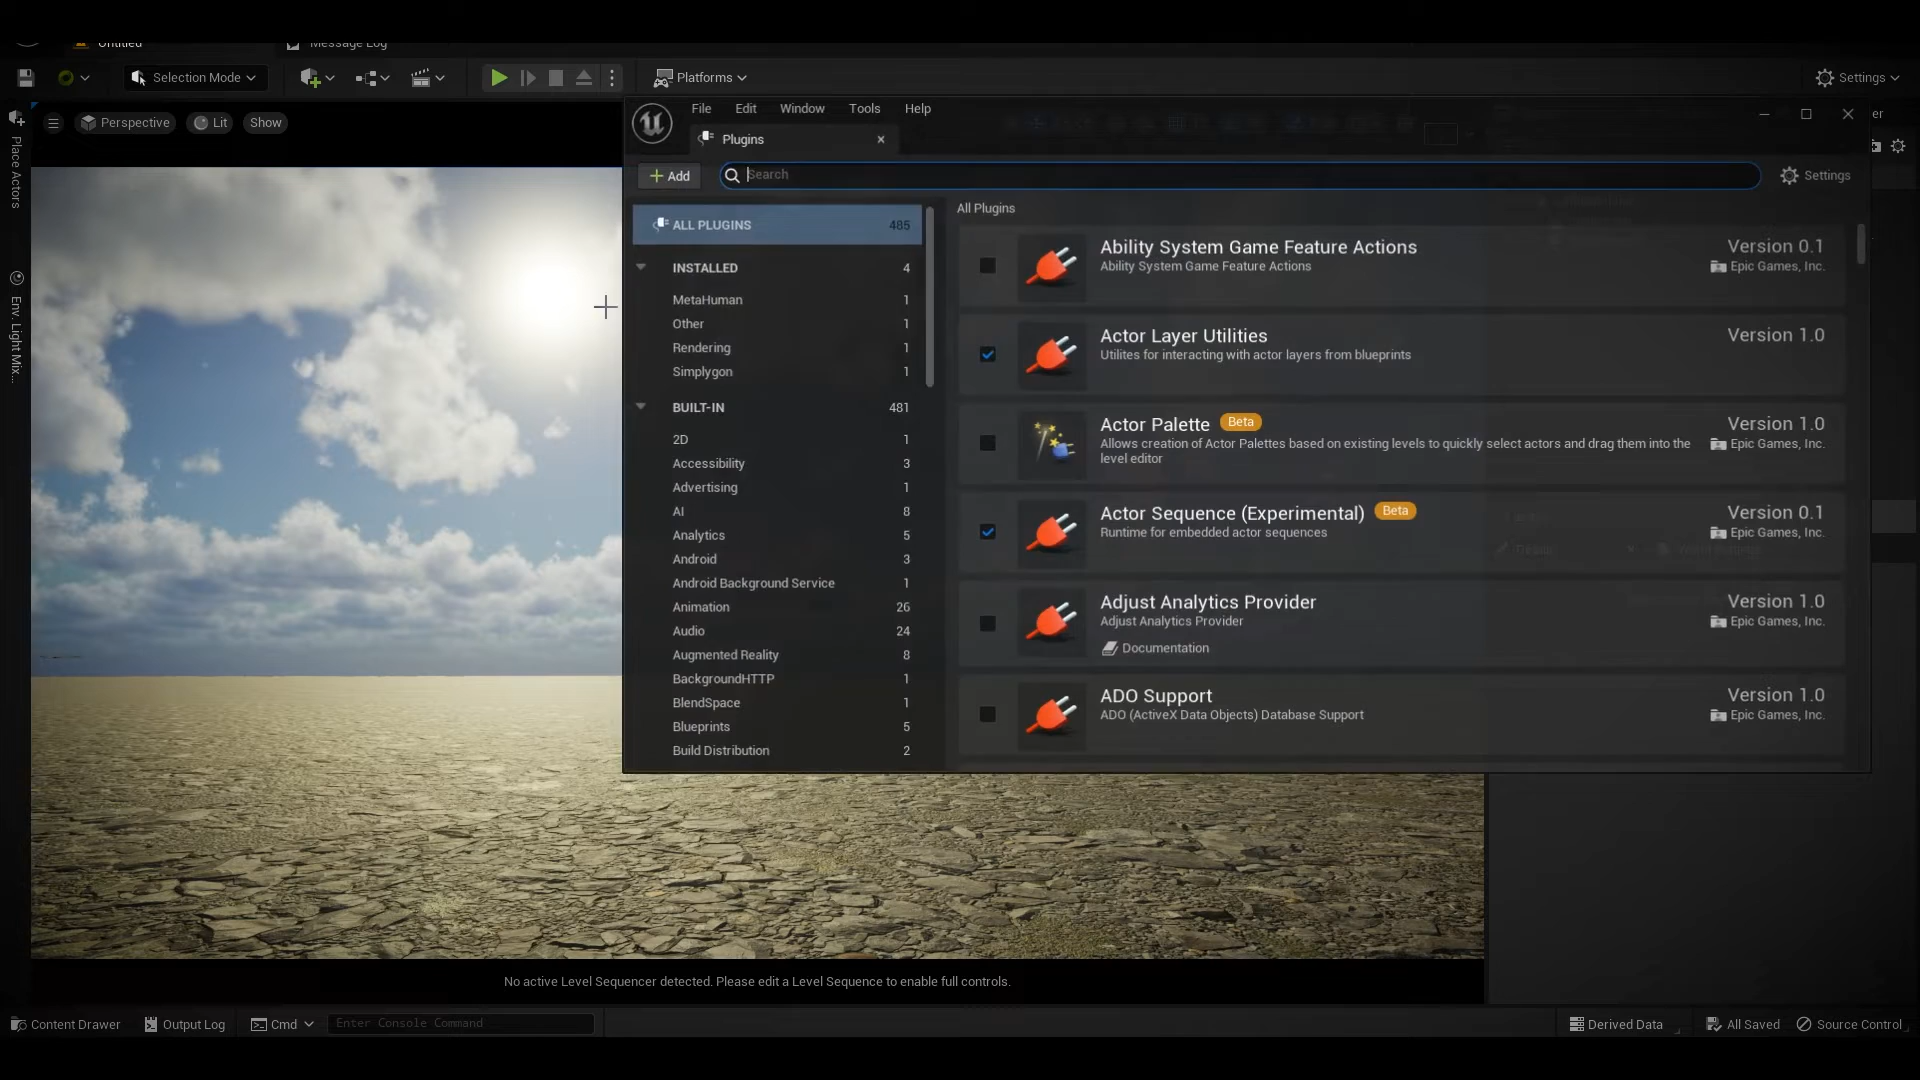 Untitled
Message Log
Selection Mode
Platforms
Settings
Perspective
Lit
Show
Place Actors
Env. Light Mix...
File
Edit
Window
Tools
Help
Plugins
Add
Search
Settings
ALL PLUGINS 485
INSTALLED 4
MetaHuman 1
Other 1
Rendering 1
Simplygon 1
BUILT-IN 481
2D 1
Accessibility 3
Advertising 1
AI 8
Analytics 5
Android 3
Android Background Service 1
Animation 26
Audio 24
Augmented Reality 8
BackgroundHTTP 1
BlendSpace 1
Blueprints 5
Build Distribution 2
All Plugins
Ability System Game Feature Actions
Version 0.1
Ability System Game Feature Actions
Epic Games, Inc.
Actor Layer Utilities
Version 1.0
Utilites for interacting with actor layers from blueprints
Actor Palette Beta
Version 1.0
Allows creation of Actor Palettes based on existing levels to quickly select actors and drag them into the
level editor
Epic Games, Inc.
Actor Sequence (Experimental) Beta
Version 0.1
Runtime for embedded actor sequences
Epic Games, Inc.
Adjust Analytics Provider
Version 1.0
Adjust Analytics Provider
Epic Games, Inc.
Documentation
ADO Support
Version 1.0
ADO (ActiveX Data Objects) Database Support
Epic Games, Inc.
er
No active Level Sequencer detected. Please edit a Level Sequence to enable full controls.
Content Drawer
Output Log
Cmd
Enter Console Command
Derived Data
All Saved
Source Control